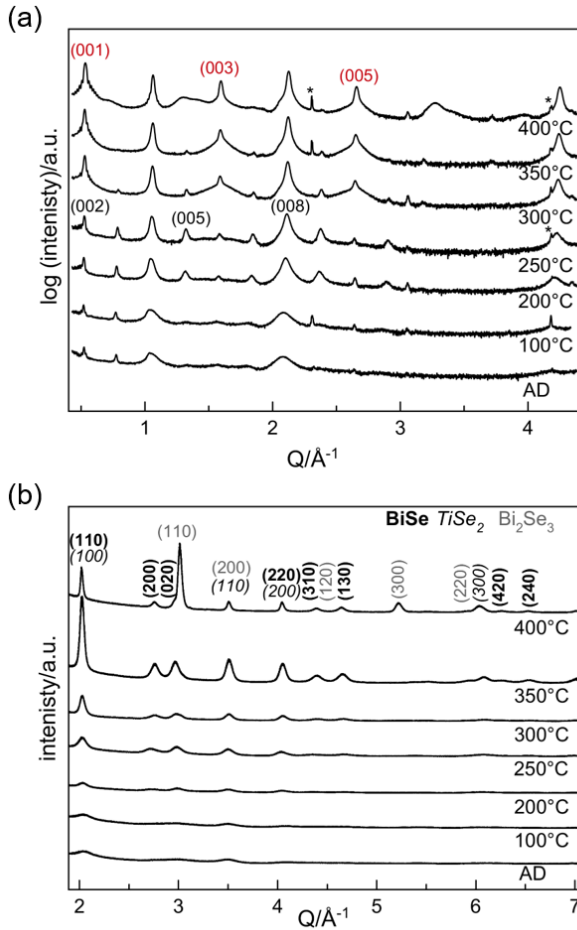 (a)
(001)
(003)
(005)
*
*
400°C
350°C
300°C
(002)
(005)
(008)
*
250°C
200°C
100°C
AD
log (intenisty)/a.u.
1
2
3
4
Q/Å-1
(b)
BiSe TiSe2 Bi2Se3
(110)
(100)
(200)
(020)
(110)
(200)
(110)
(220)
(200)
(310)
(120)
(130)
(300)
(220)
(300)
(420)
(240)
400°C
350°C
300°C
250°C
200°C
100°C
AD
intenisty/a.u.
2
3
4
5
6
7
Q/Å-1